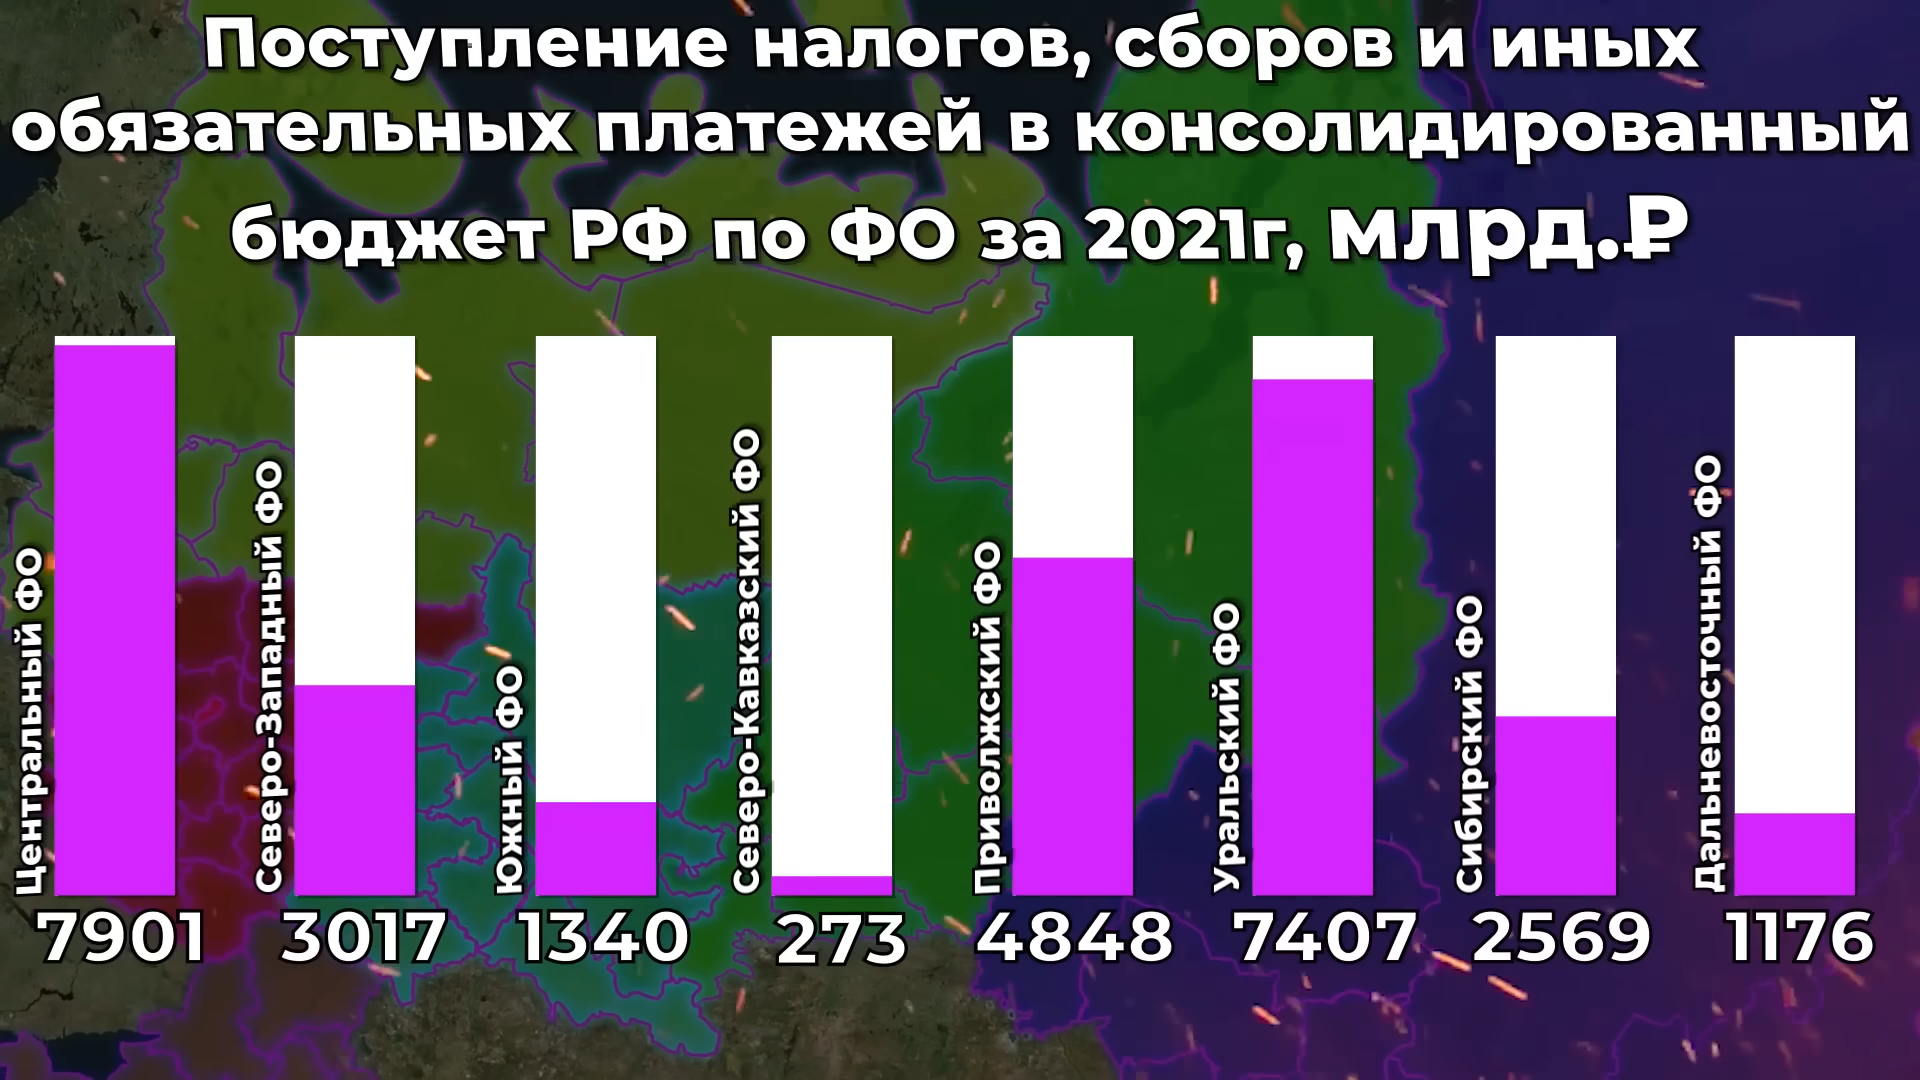 Поступление налогов, сборов и иных
обязательных платежей в консолидированный
бюджет РФ по ФО за 2021г, млрд.₽
Центральный ФО
7901
Северо-Западный ФО
3017
Южный ФО
1340
Северо-Кавказский ФО
273
Приволжский ФО
4848
Уральский ФО
7407
Сибирский ФО
2569
Дальневосточный ФО
1176